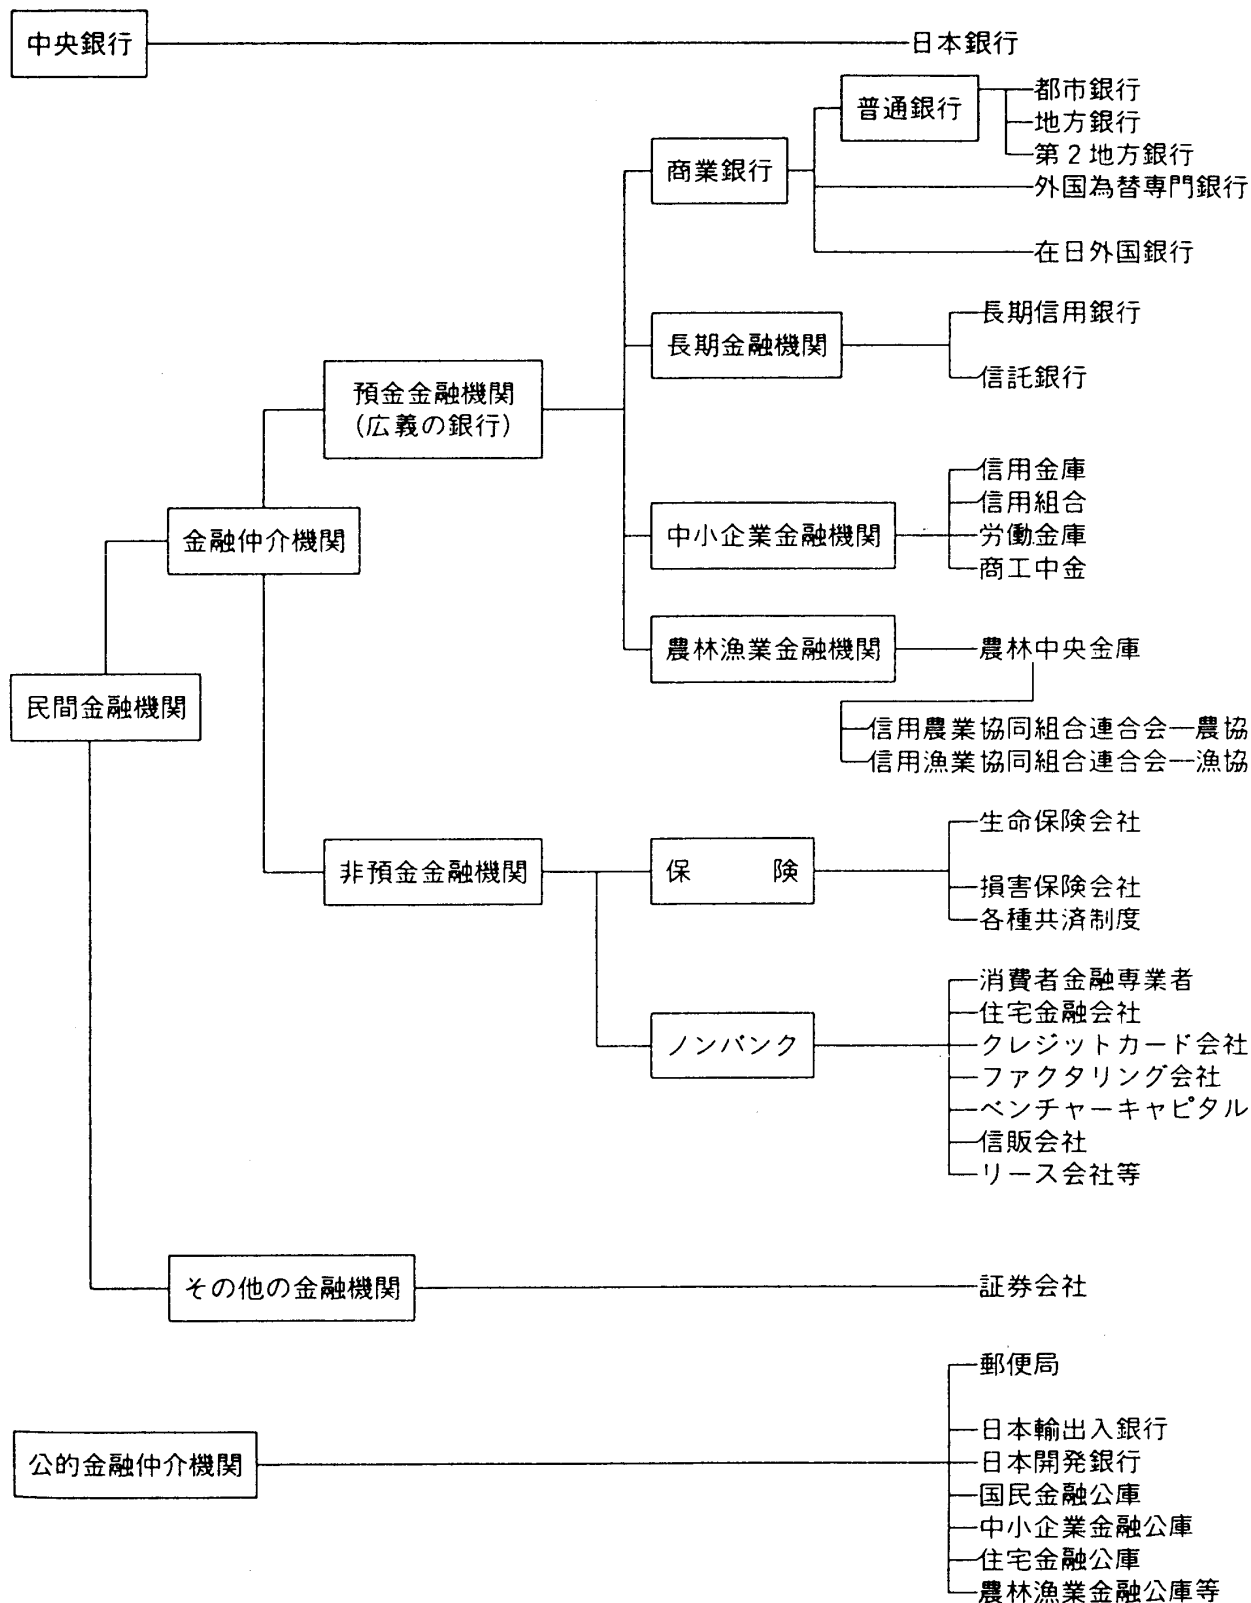 中央銀行
日本銀行
普通銀行
都市銀行
地方銀行
第2地方銀行
商業銀行
外国為替専門銀行
在日外国銀行
長期信用銀行
長期金融機関
信託銀行
預金金融機関
(広義の銀行)
信用金庫
信用組合
金融仲介機関
中小企業金融機関
労働金庫
商工中金
農林漁業金融機関
農林中央金庫
民間金融機関
信用農業協同組合連合会―農協
信用漁業協同組合連合会―漁協
生命保険会社
非預金金融機関
保 険
損害保険会社
各種共済制度
消費者金融専業者
住宅金融会社
ノンバンク
クレジットカード会社
ファクタリング会社
ベンチャーキャピタル
信販会社
リース会社等
その他の金融機関
証券会社
郵便局
日本輸出入銀行
公的金融仲介機関
日本開発銀行
国民金融公庫
中小企業金融公庫
住宅金融公庫
農林漁業金融公庫等